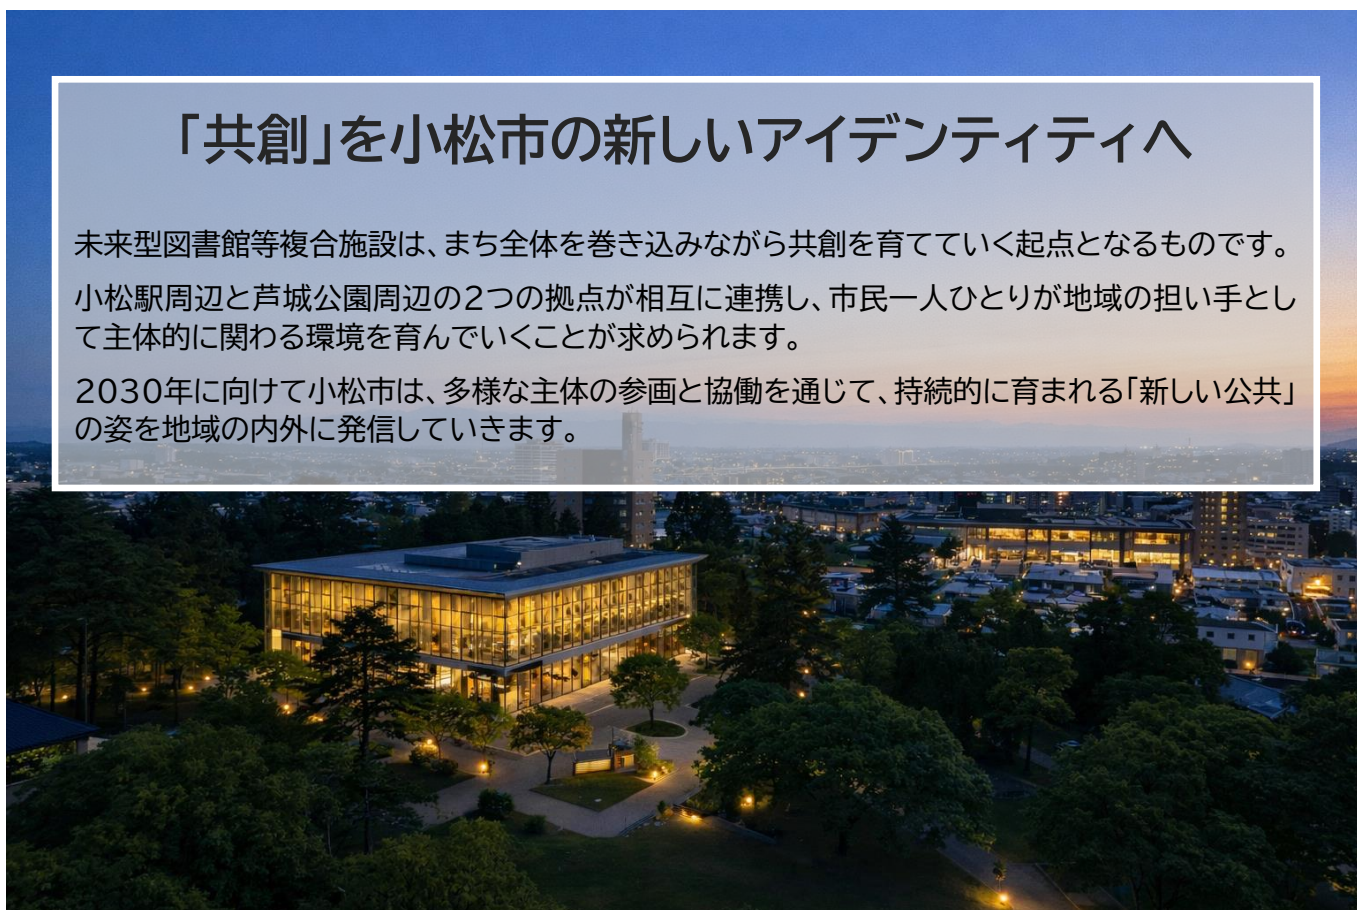 「共創」を小松市の新しいアイデンティティへ
未来型図書館等複合施設は、まち全体を巻き込みながら共創を育てていく起点となるものです。
小松駅周辺と芦城公園周辺の2つの拠点が相互に連携し、市民一人ひとりが地域の担い手とし
て主体的に関わる環境を育んでいくことが求められます。
2030年に向けて小松市は、多様な主体の参画と協働を通じて、持続的に育まれる「新しい公共」
の姿を地域の内外に発信していきます。